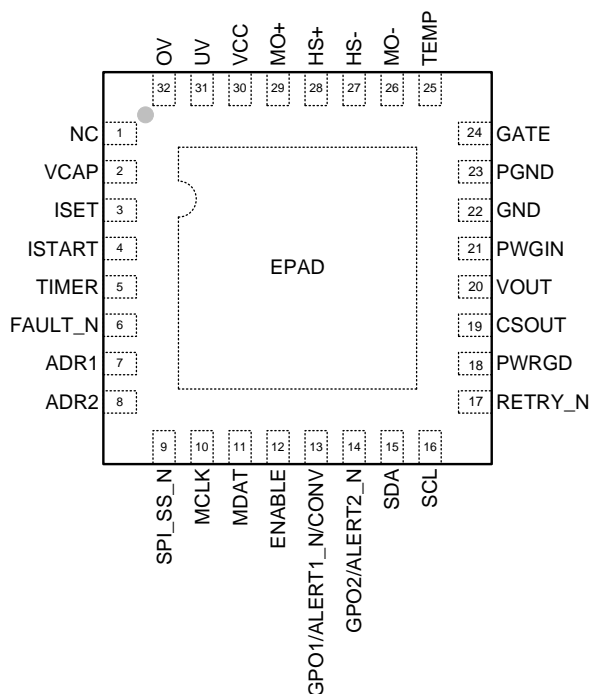 OV UV VCC MO+ HS+ HS- MO- TEMP
32 31 30 29 28 27 26 25
NC 1
VCAP 2
ISET 3
ISTART 4
TIMER 5
FAULT_N 6
ADR1 7
ADR2 8
EPAD
24 GATE
23 PGND
22 GND
21 PWGIN
20 VOUT
19 CSOUT
18 PWRGD
17 RETRY_N
9 10 11 12 13 14 15 16
SPI_SS_N
MCLK
MDAT
ENABLE
GPO1/ALERT1_N/CONV
GPO2/ALERT2_N
SDA
SCL